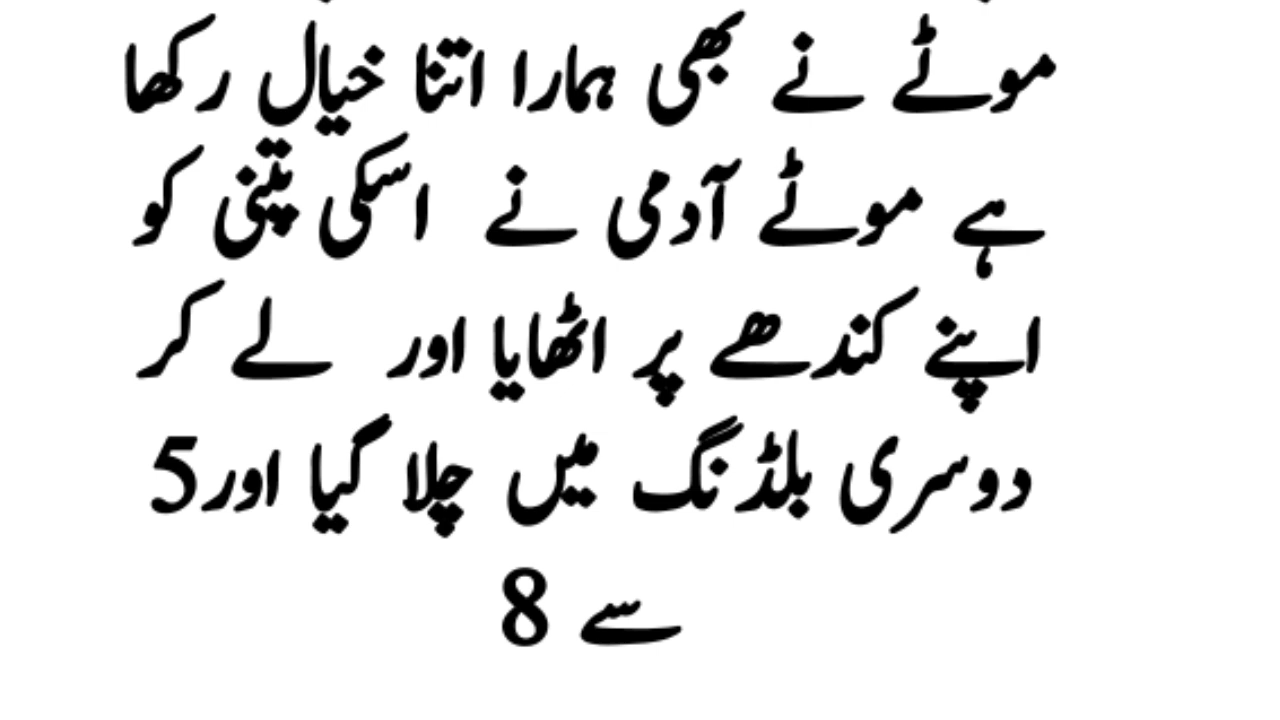 موٹے نے بھی ہمارا اتنا خیال رکھا
ہے موٹے آدمی نے اسکی پتنی کو
اپنے کندھے پر اٹھایا اور لے کر
دوسری بلڈنگ میں چلا گیا اور5
سے 8